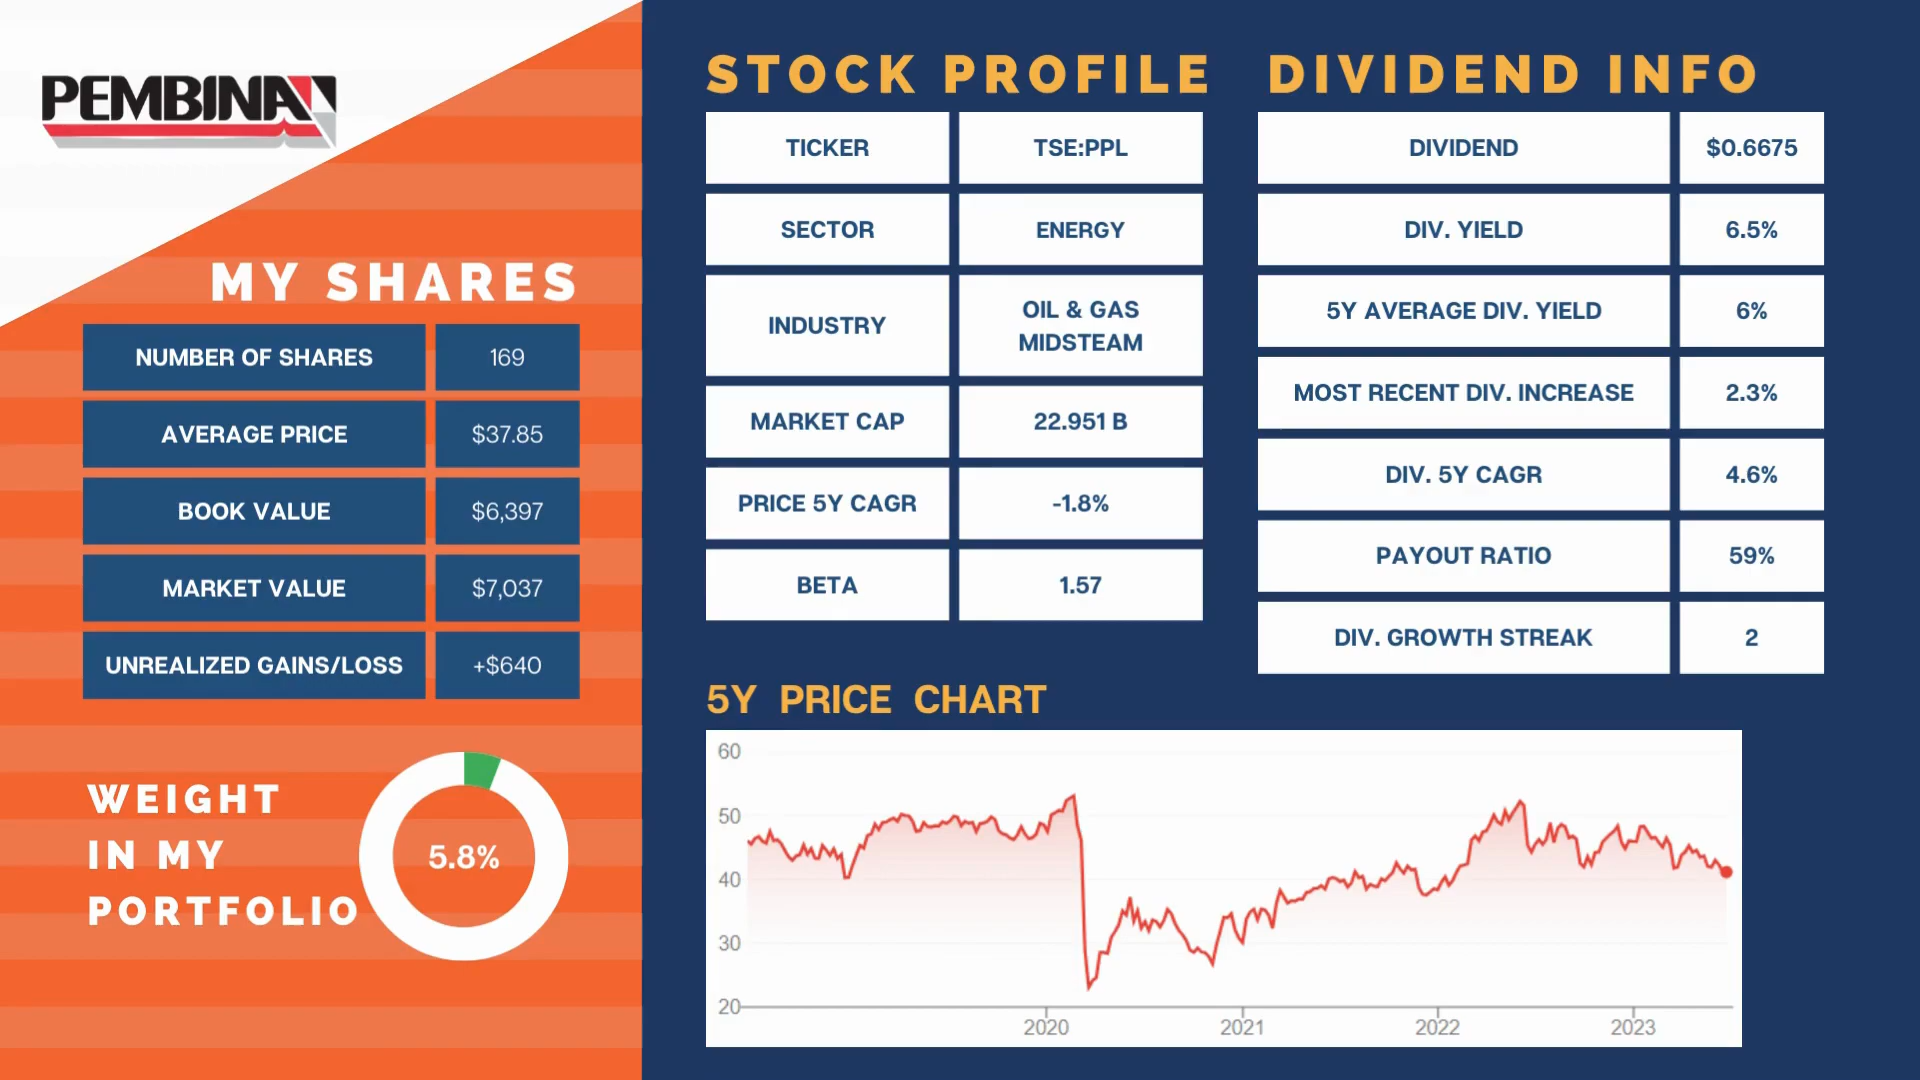 PEMBINA
MY SHARES
NUMBER OF SHARES 169
AVERAGE PRICE $37.85
BOOK VALUE $6,397
MARKET VALUE $7,037
UNREALIZED GAINS/LOSS +$640
WEIGHT
IN MY
PORTFOLIO
5.8%
STOCK PROFILE
TICKER TSE:PPL
SECTOR ENERGY
INDUSTRY OIL & GAS
MIDSTEAM
MARKET CAP 22.951 B
PRICE 5Y CAGR -1.8%
BETA 1.57
DIVIDEND INFO
DIVIDEND $0.6675
DIV. YIELD 6.5%
5Y AVERAGE DIV. YIELD 6%
MOST RECENT DIV. INCREASE 2.3%
DIV. 5Y CAGR 4.6%
PAYOUT RATIO 59%
DIV. GROWTH STREAK 2
5Y PRICE CHART
60
50
40
30
20
2020 2021 2022 2023